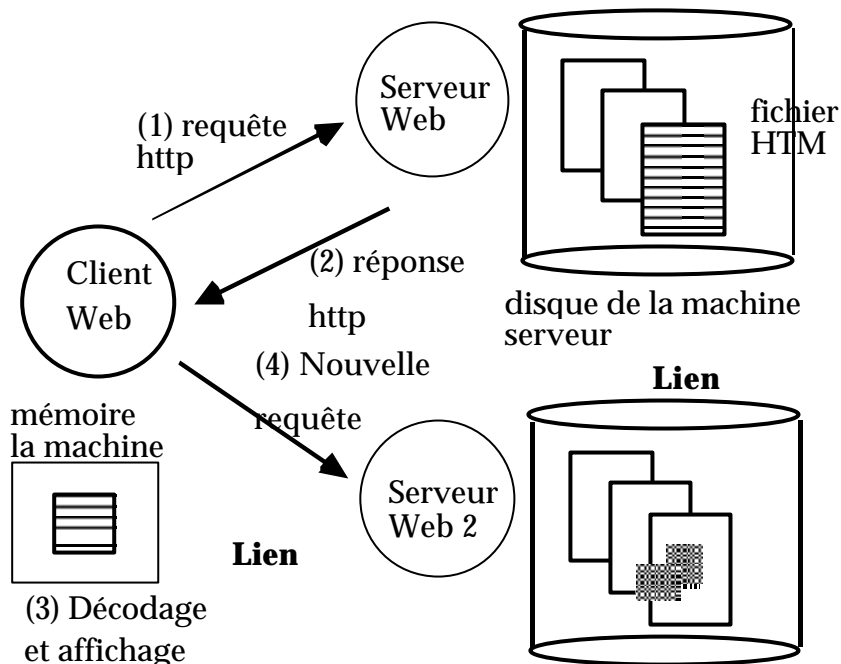 Serveur
Web
fichier
HTM
(1) requête
http
Client
Web
(2) réponse
http
disque de la machine
serveur
(4) Nouvelle
requête
Lien
mémoire
la machine
Serveur
Web 2
Lien
(3) Décodage
et affichage